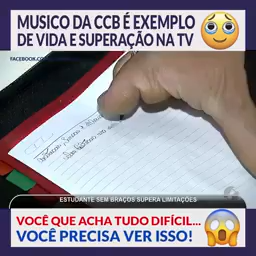 MUSICO DA CCB É EXEMPLO
DE VIDA E SUPERAÇÃO NA TV
FACEBOOK.CO
ESTUDANTE SEM BRAÇOS SUPERA LIMITAÇÕES
VOCÊ QUE ACHA TUDO DIFÍCIL...
VOCÊ PRECISA VER ISSO!